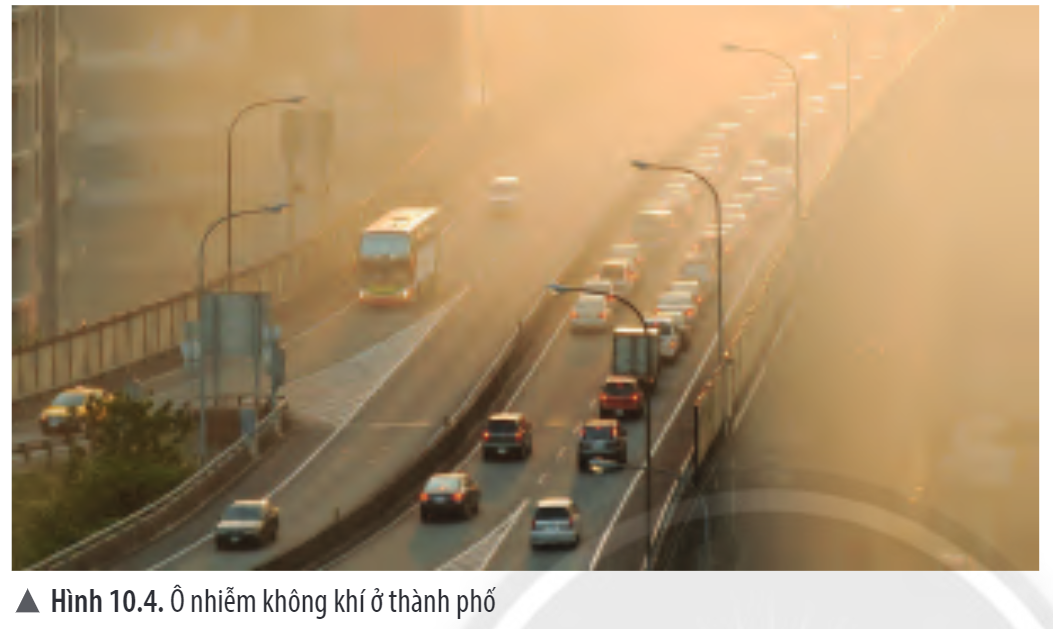 ▲ Hình 10.4. Ô nhiễm không khí ở thành phố